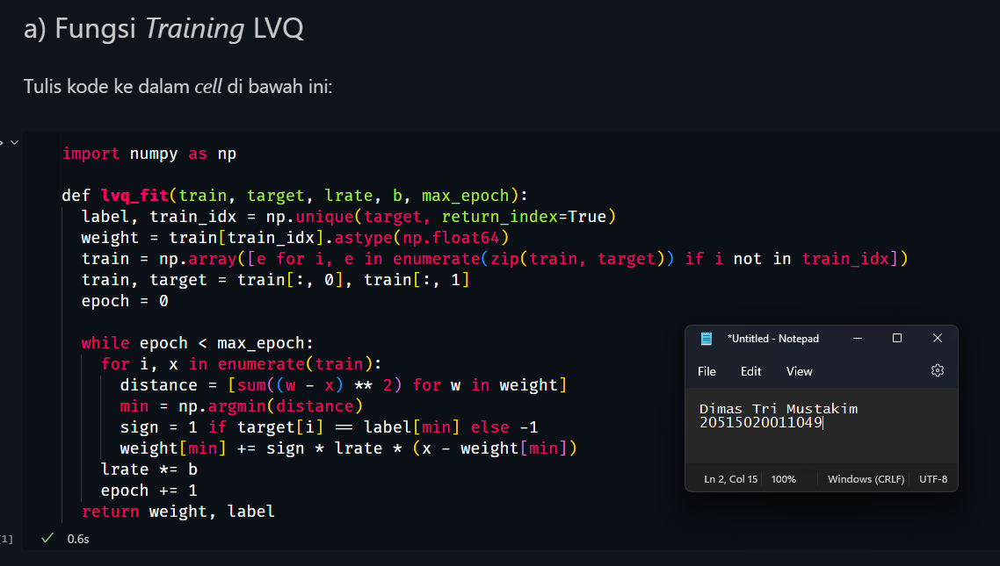 a) Fungsi Training LVQ
Tulis kode ke dalam cell di bawah ini:
import numpy as np
def lvq_fit(train, target, lrate, b, max_epoch):
label, train_idx = np.unique(target, return_index=True)
weight = train[train_idx].astype(np.float64)
train = np.array([e for i, e in enumerate(zip(train, target)) if i not in train_idx])
train, target = train[:, 0], train[:, 1]
epoch = 0
while epoch < max_epoch:
for i, x in enumerate(train):
distance = [sum((w - x) ** 2) for w in weight]
min = np.argmin(distance)
sign = 1 if target[i] == label[min] else -1
weight[min] += sign * lrate * (x - weight[min])
lrate *= b
epoch += 1
return weight, label
[1]
0.6s
*Untitled - Notepad
File Edit View
Dimas Tri Mustakim
20515020011049
Ln 2, Col 15 100% Windows (CRLF) UTF-8